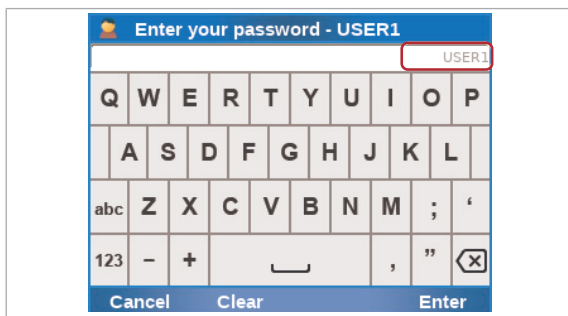 Enter your password - USER1
USER1
Q W E R T Y U I O P
A S D F G H J K L
abc Z X C V B N M ; ‘
123 - + , ”
Cancel Clear Enter